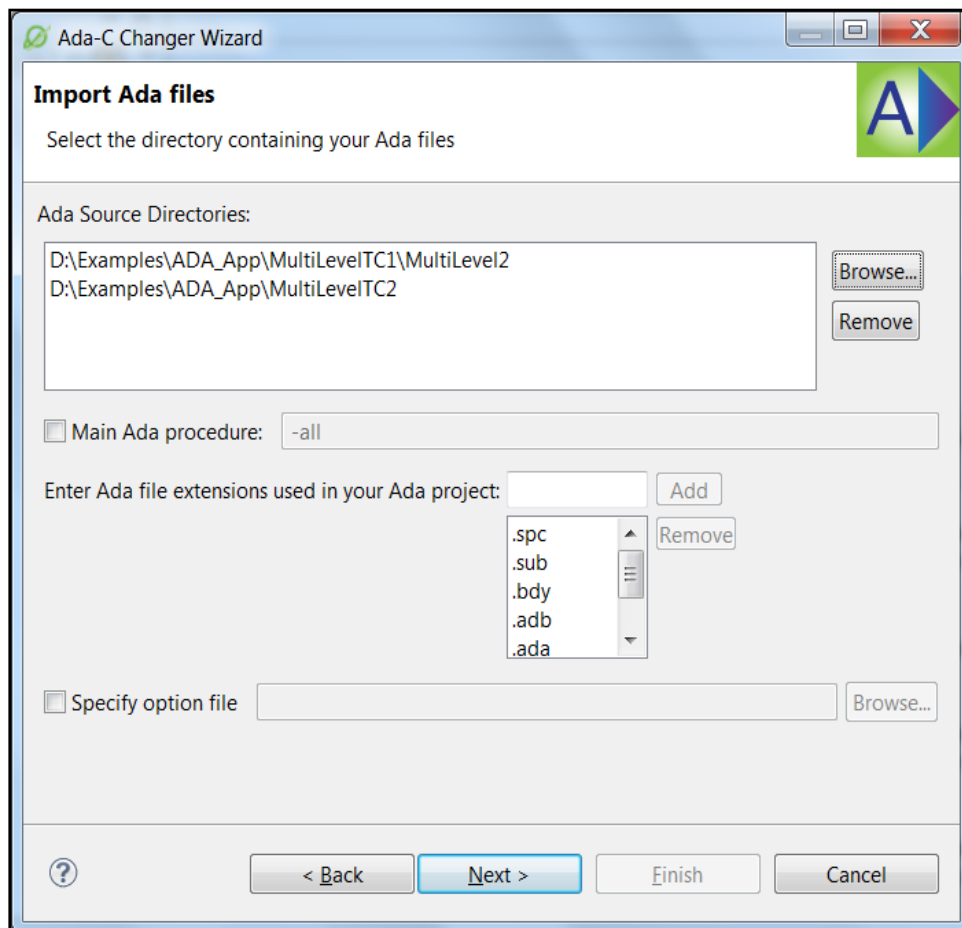 Ada-C Changer Wizard
Import Ada files
Select the directory containing your Ada files
A
Ada Source Directories:
D:\Examples\ADA_App\MultiLevelTC1\MultiLevel2
D:\Examples\ADA_App\MultiLevelTC2
Browse...
Remove
Main Ada procedure: -all
Enter Ada file extensions used in your Ada project: Add
.spc
.sub
.bdy
.adb
.ada
Remove
Specify option file Browse...
? < Back Next > Finish Cancel